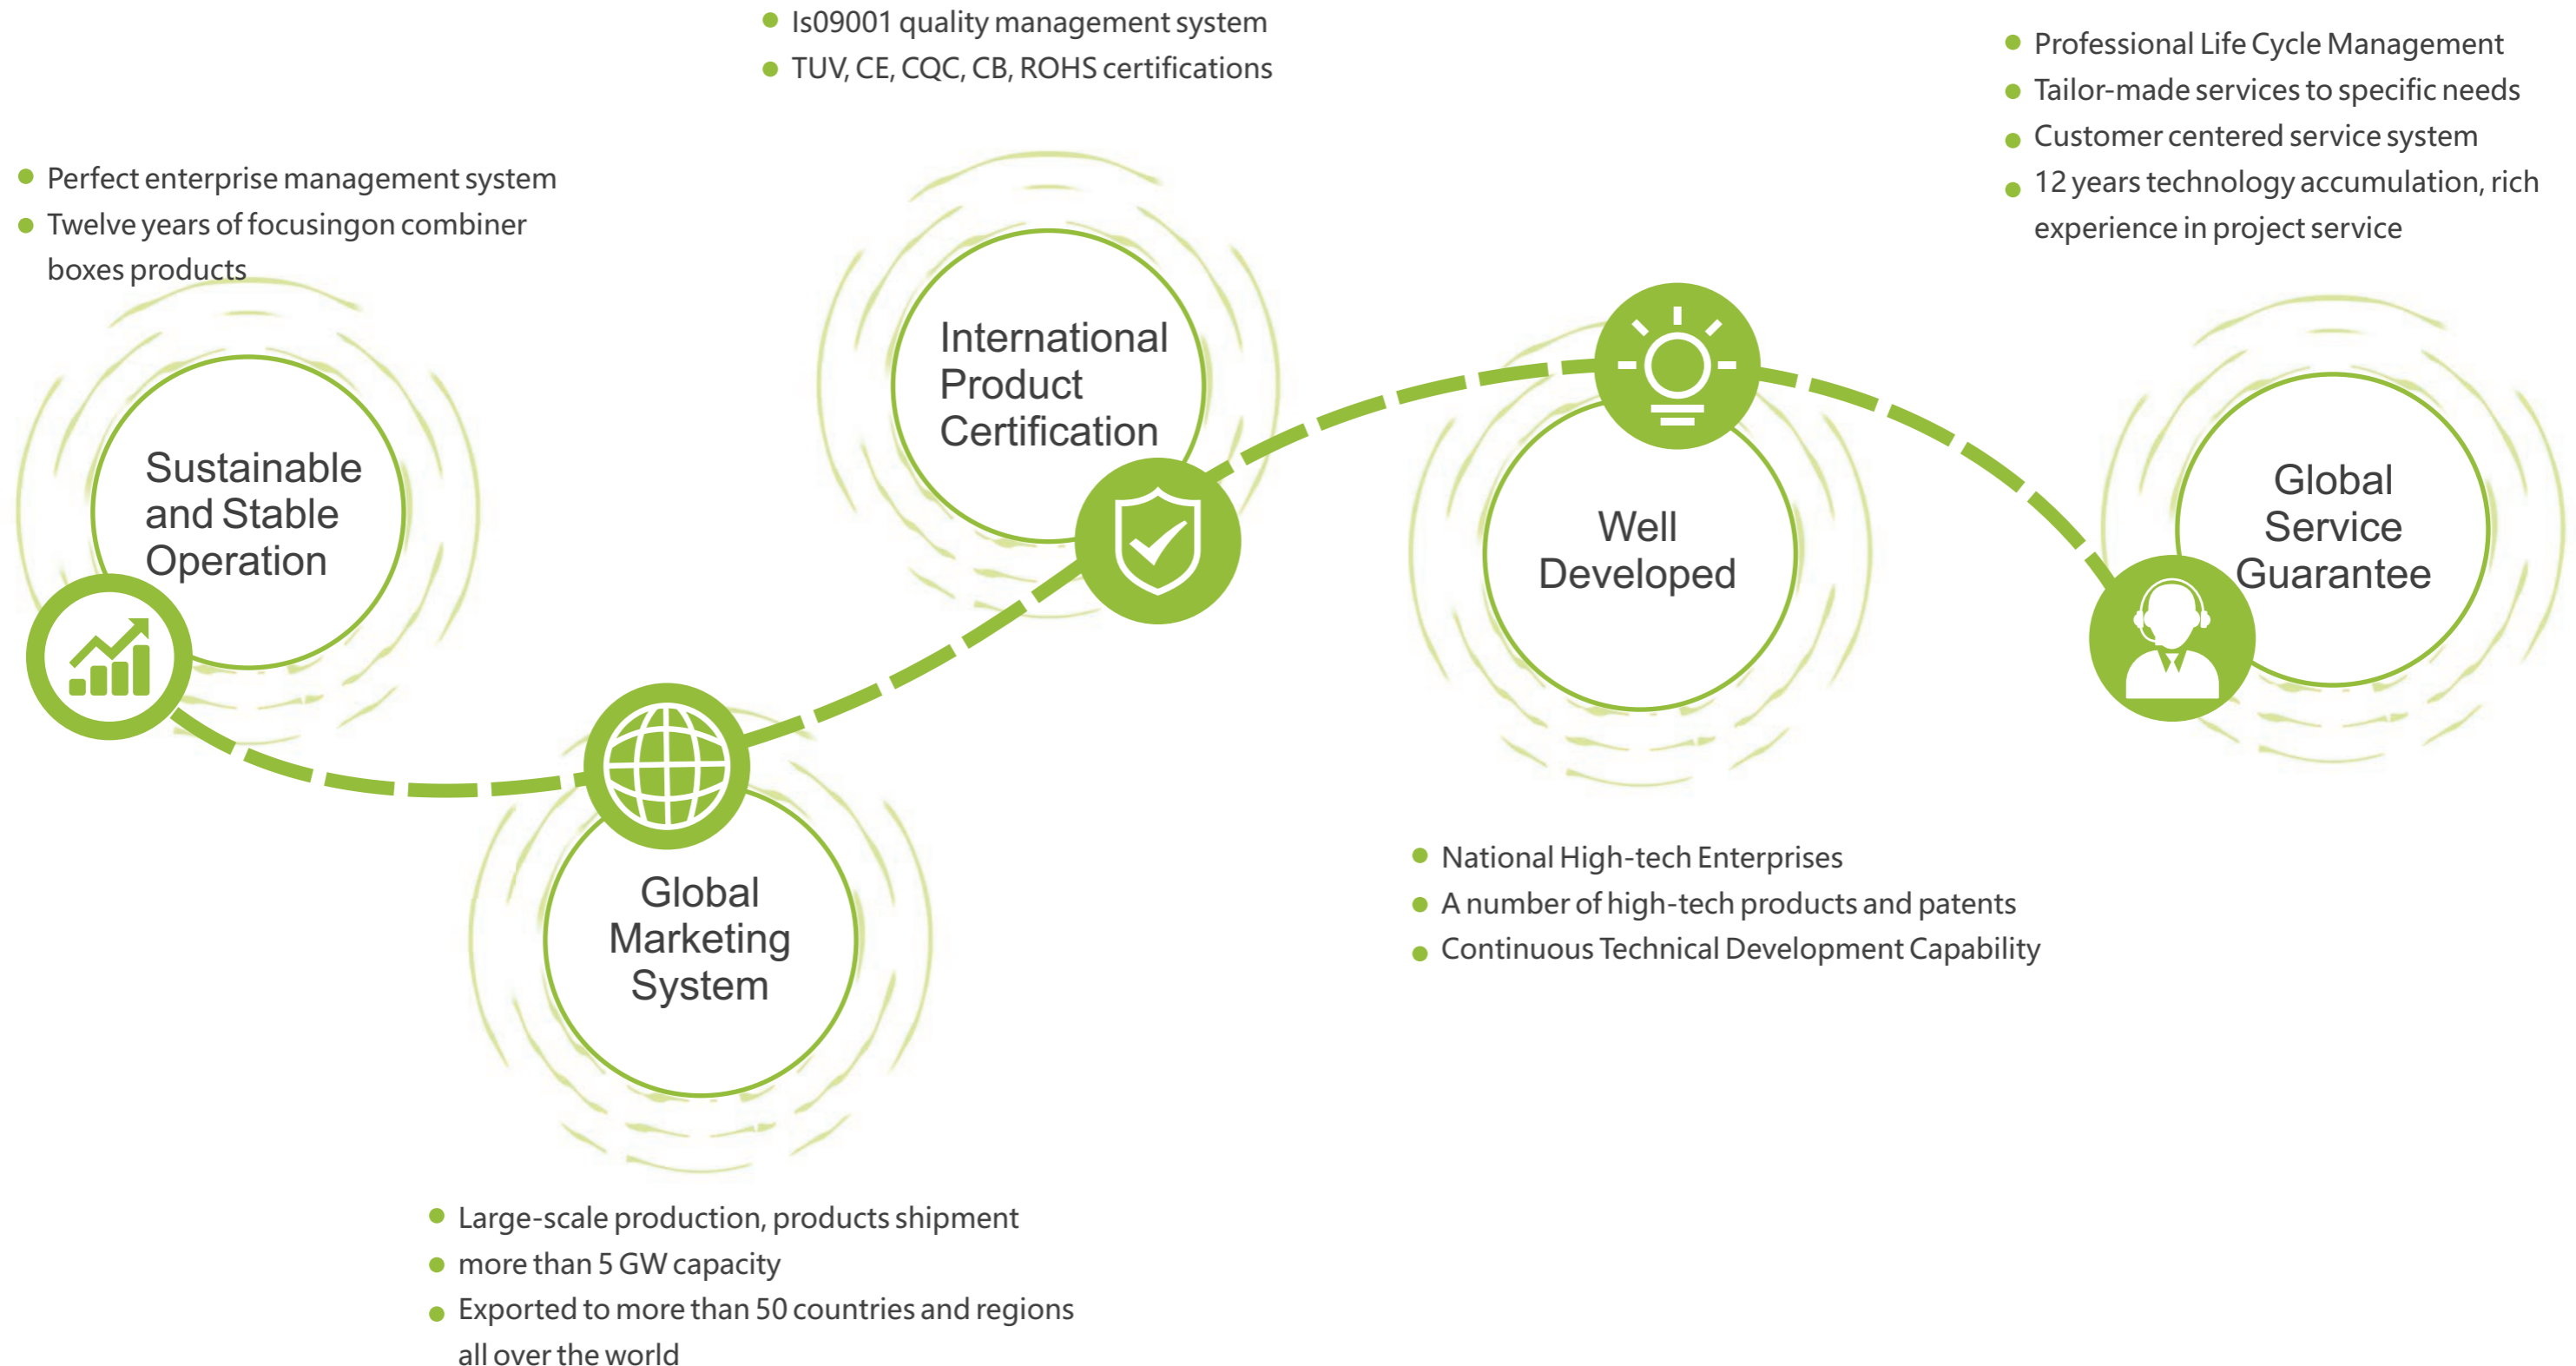 Is09001 quality management system
TUV, CE, CQC, CB, ROHS certifications
Professional Life Cycle Management
Tailor-made services to specific needs
Customer centered service system
12 years technology accumulation, rich
experience in project service
Perfect enterprise management system
Twelve years of focusingon combiner
boxes products
Sustainable
and Stable
Operation
International
Product
Certification
Well
Developed
Global
Service
Guarantee
Global
Marketing
System
National High-tech Enterprises
A number of high-tech products and patents
Continuous Technical Development Capability
Large-scale production, products shipment
more than 5 GW capacity
Exported to more than 50 countries and regions
all over the world